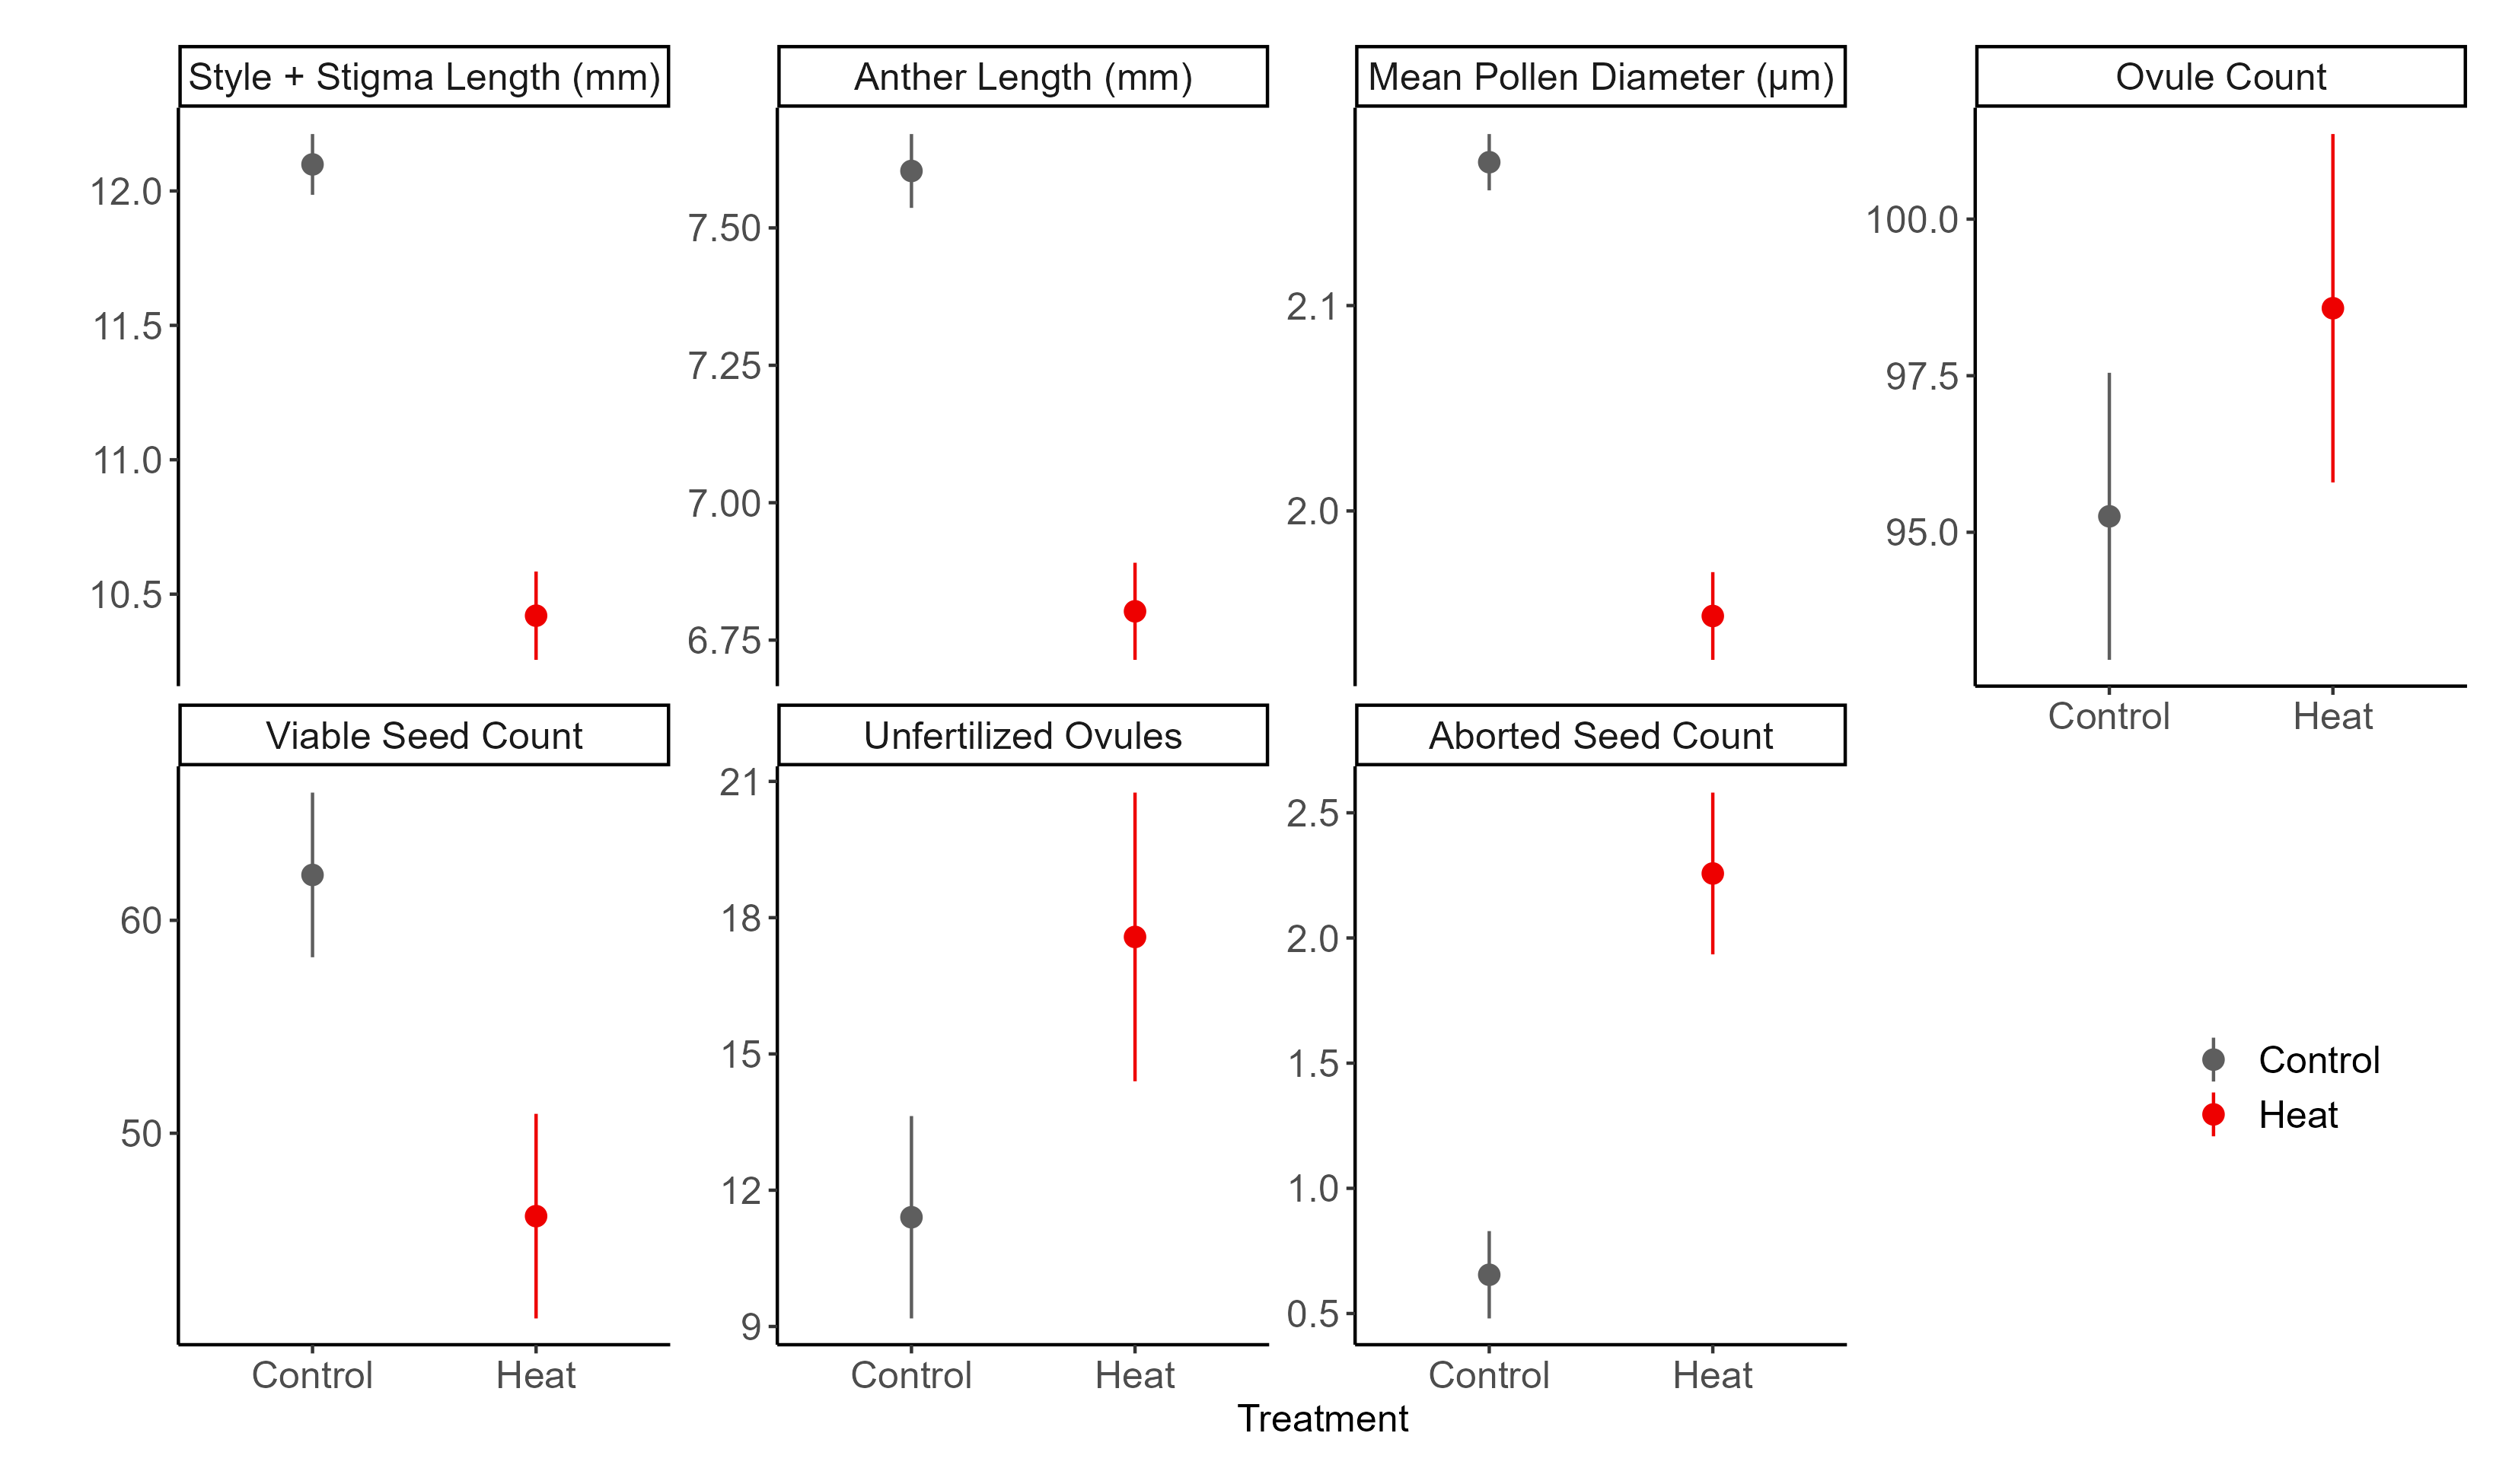 Style + Stigma Length (mm)
Anther Length (mm)
Mean Pollen Diameter (µm)
Ovule Count
12.0
11.5
11.0
10.5
7.50
7.25
7.00
6.75
2.1
2.0
100.0
97.5
95.0
Control Heat
Viable Seed Count
Unfertilized Ovules
Aborted Seed Count
60
50
21
18
15
12
9
2.5
2.0
1.5
1.0
0.5
Control Heat
Control Heat
Control Heat
Treatment
Control
Heat